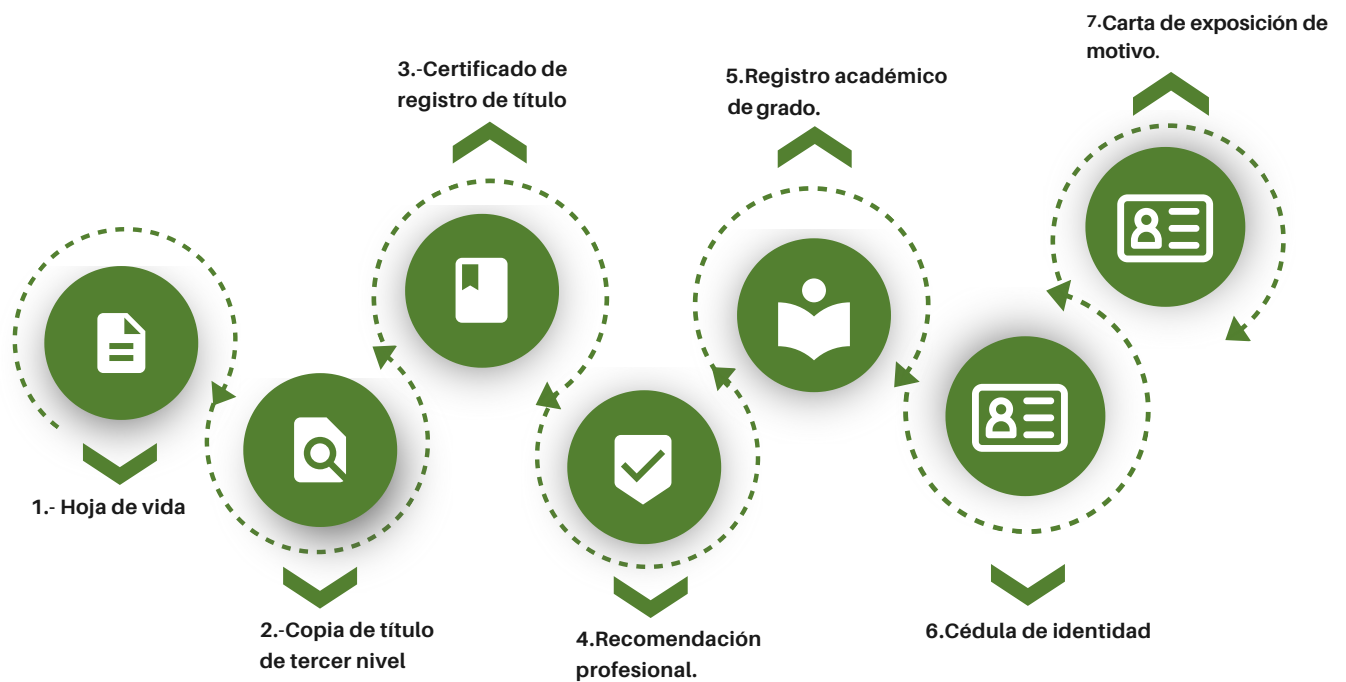 1.- Hoja de vida
2.-Copia de título
de tercer nivel
3.-Certificado de
registro de título
4.Recomendación
profesional.
5.Registro académico
de grado.
6.Cédula de identidad
7.Carta de exposición de
motivo.